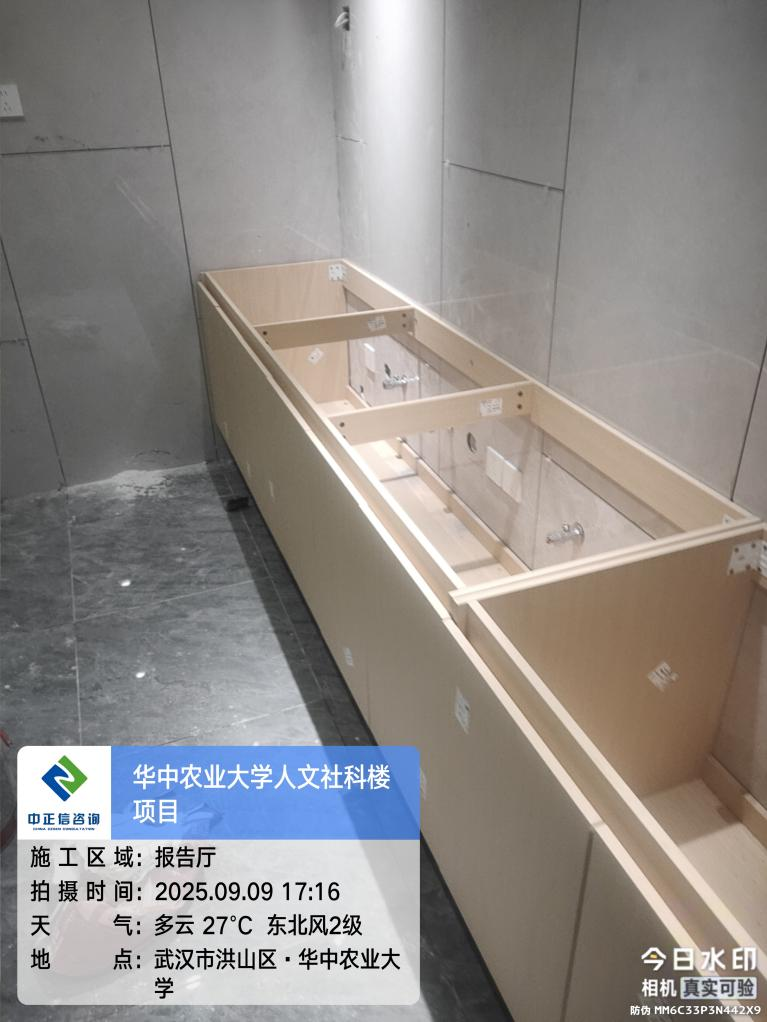 中正信咨询
CHINA ZENXIN CONSULTATION
华中农业大学人文社科楼
项目
施工区域：报告厅
拍摄时间：2025.09.09 17:16
天气：多云 27℃ 东北风2级
地点：武汉市洪山区·华中农业大
学
今日水印
相机 真实可验
防伪 MM6C33P3N442X9